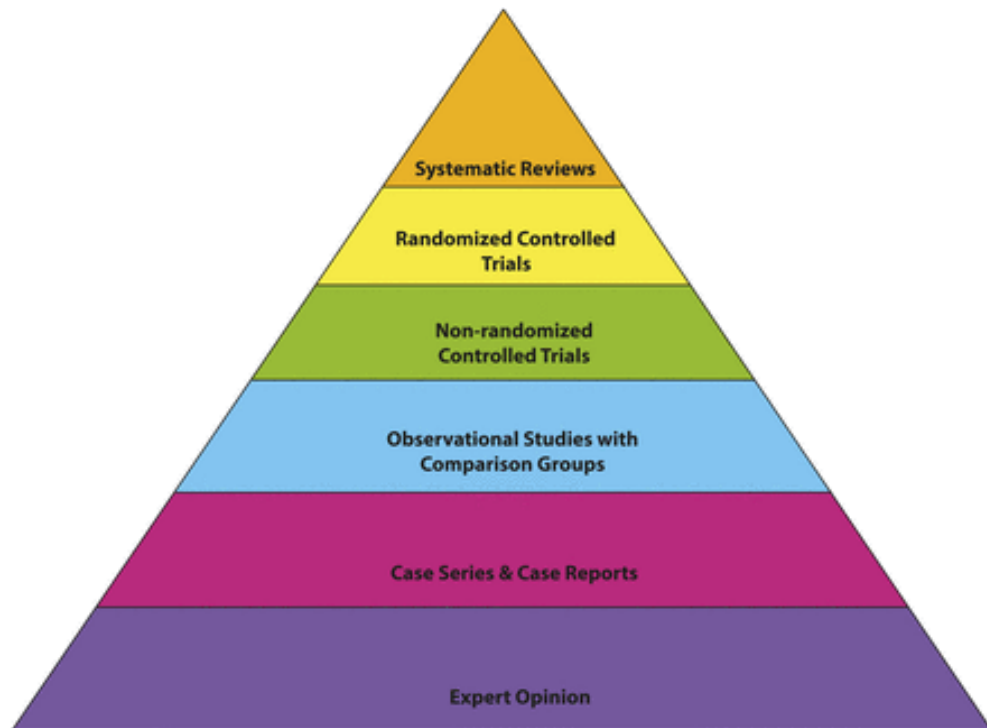 Systematic Reviews
Randomized Controlled
Trials
Non-randomized
Controlled Trials
Observational Studies with
Comparison Groups
Case Series & Case Reports
Expert Opinion